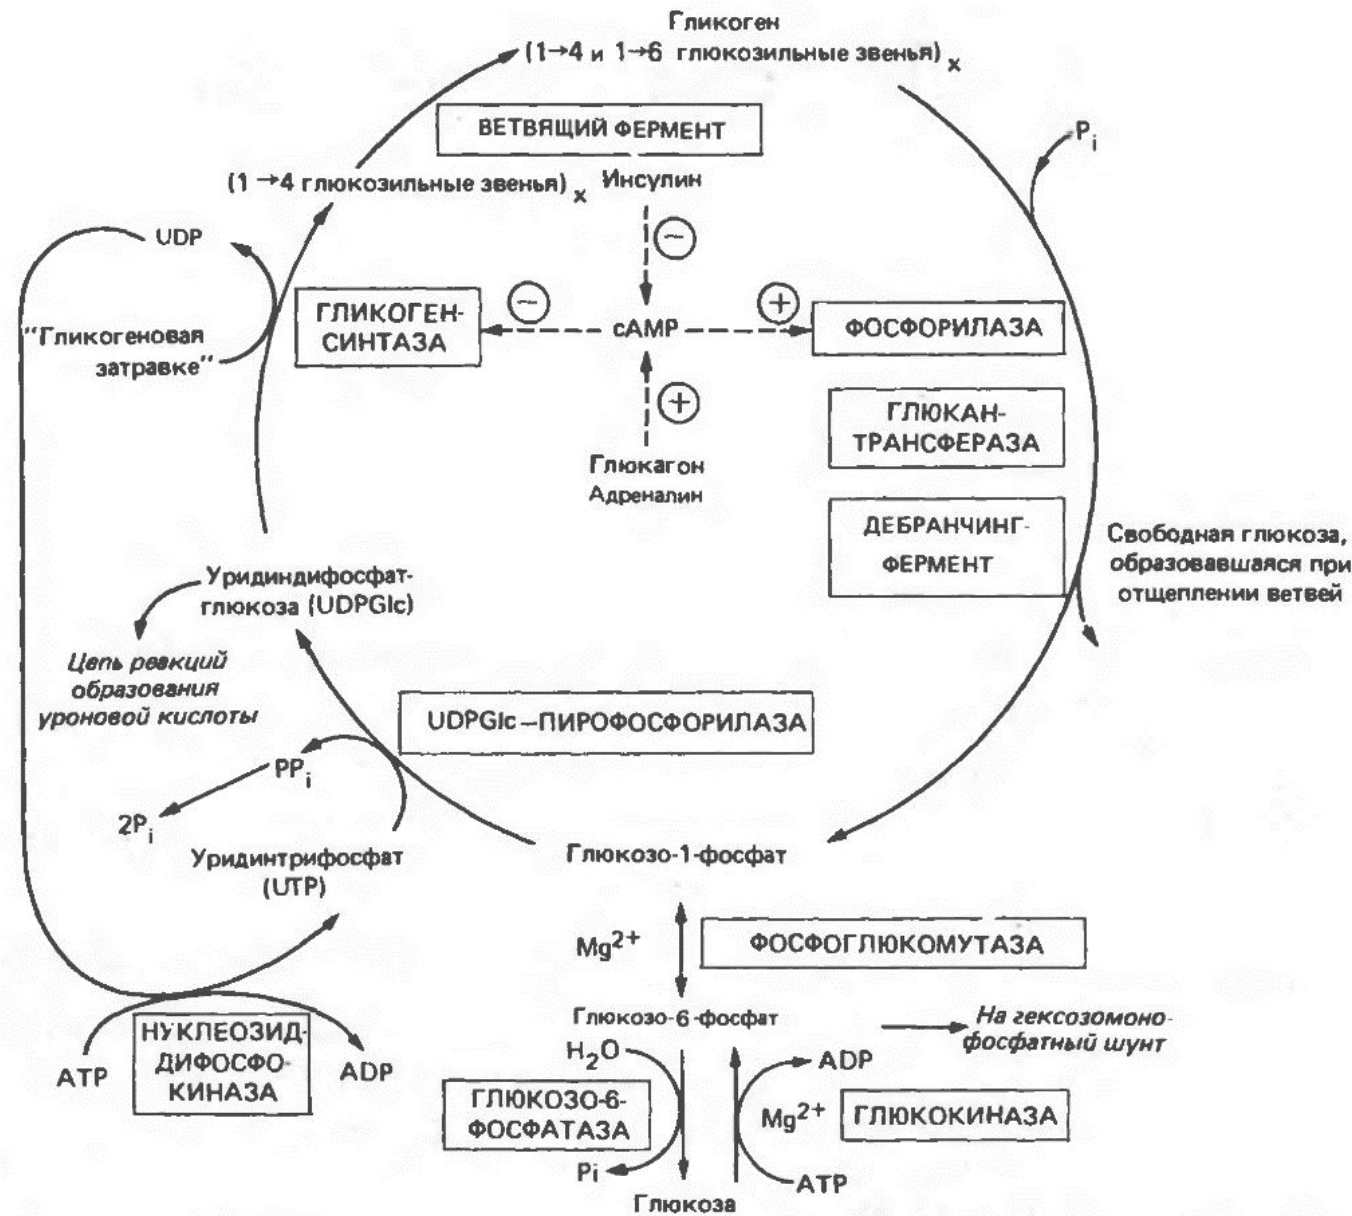 Гликоген
(1→4 и 1→6 глюкозильные звенья)x
ВЕТВЯЩИЙ ФЕРМЕНТ
Pi
(1→4 глюкозильные звенья)x
Инсулин
UDP
−
ГЛИКОГЕН-
СИНТАЗА
−
cAMP
+
ФОСФОРИЛАЗА
"Гликогеновая
затравке"
+
ГЛЮКАН-
ТРАНСФЕРАЗА
Глюкагон
Адреналин
ДЕБРАНЧИНГ-
ФЕРМЕНТ
Свободная глюкоза,
образовавшаяся при
отщеплении ветвей
Уридиндифосфат-
глюкоза (UDPGlc)
Цепь реакций
образования
уроновой кислоты
UDPGlc—ПИРОФОСФОРИЛАЗА
PPi
2Pi
Уридинтрифосфат
(UTP)
Глюкозо-1-фосфат
Mg2+
ФОСФОГЛЮКОМУТАЗА
Глюкозо-6-фосфат
На гексозомоно-
фосфатный шунт
НУКЛЕОЗИД-
ДИФОСФО-
КИНАЗА
ATP
ADP
H2O
ADP
ГЛЮКОЗО-6-
ФОСФАТАЗА
Mg2+
ГЛЮКОКИНАЗА
Pi
ATP
Глюкоза